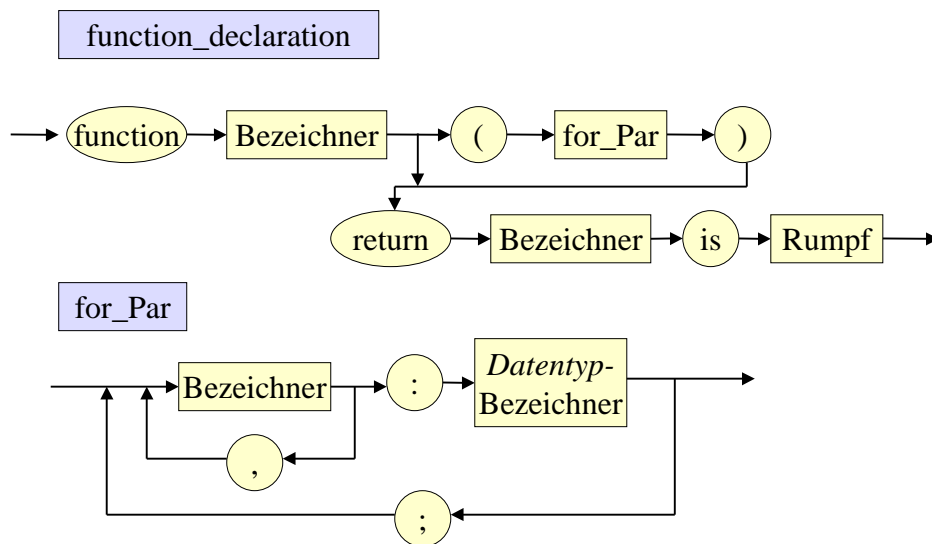 function_declaration
function Bezeichner ( for_Par )
return Bezeichner is Rumpf
for_Par
Bezeichner : Datentyp-
Bezeichner
,
;